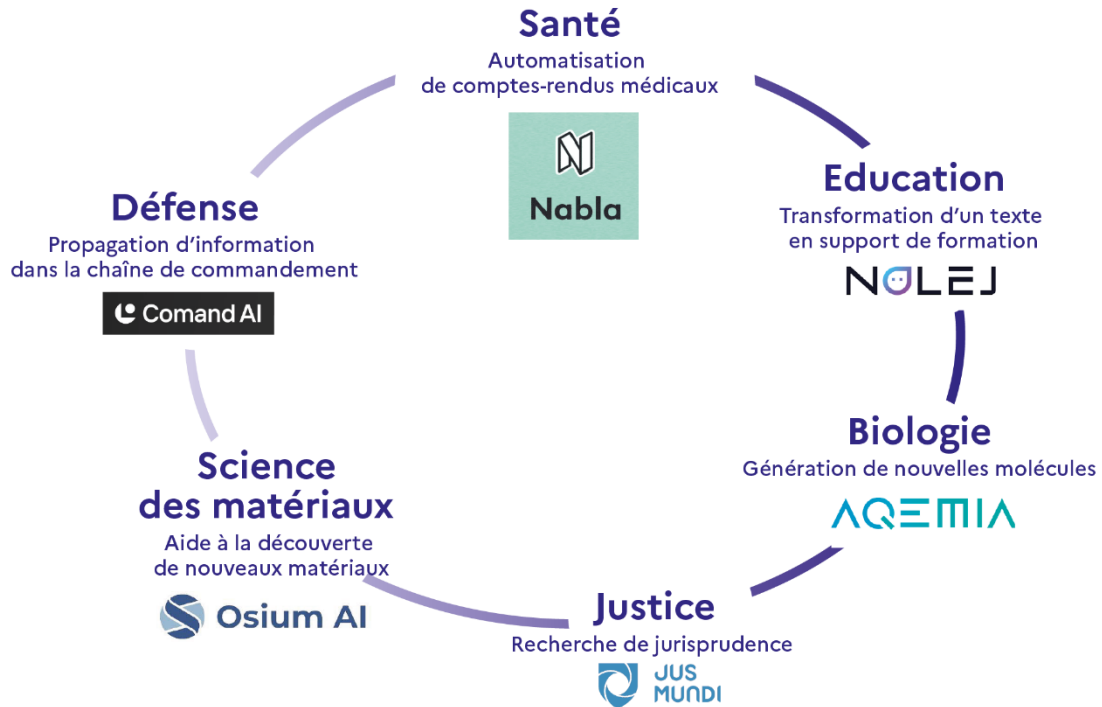 Santé
Automatisation
de comptes-rendus médicaux
Nabla
Education
Transformation d'un texte
en support de formation
NOLEJ
Biologie
Génération de nouvelles molécules
AQEMIA
Justice
Recherche de jurisprudence
JUS
MUNDI
Science
des matériaux
Aide à la découverte
de nouveaux matériaux
Osium AI
Défense
Propagation d'information
dans la chaîne de commandement
Comand AI